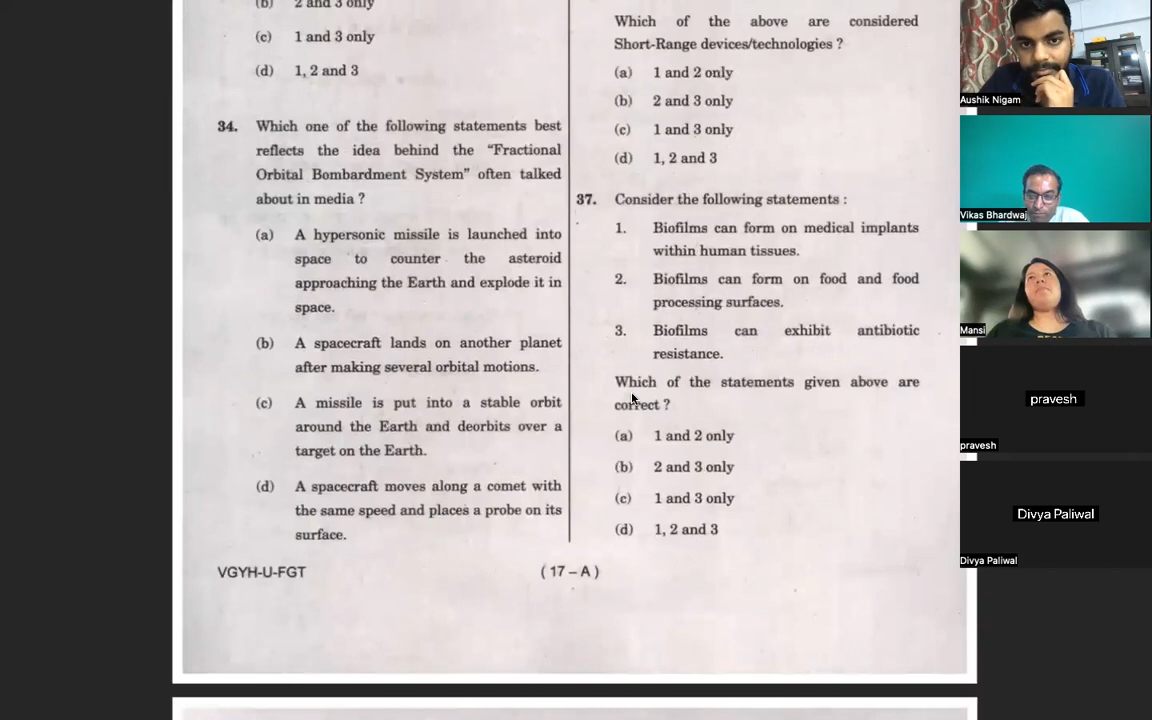 (b) 2 and 3 only
(c) 1 and 3 only
(d) 1, 2 and 3
34. Which one of the following statements best
reflects the idea behind the “Fractional
Orbital Bombardment System” often talked
about in media ?
(a) A hypersonic missile is launched into
space to counter the asteroid
approaching the Earth and explode it in
space.
(b) A spacecraft lands on another planet
after making several orbital motions.
(c) A missile is put into a stable orbit
around the Earth and deorbits over a
target on the Earth.
(d) A spacecraft moves along a comet with
the same speed and places a probe on its
surface.
Which of the above are considered
Short-Range devices/technologies ?
(a) 1 and 2 only
(b) 2 and 3 only
(c) 1 and 3 only
(d) 1, 2 and 3
37. Consider the following statements :
1. Biofilms can form on medical implants
within human tissues.
2. Biofilms can form on food and food
processing surfaces.
3. Biofilms can exhibit antibiotic
resistance.
Which of the statements given above are
correct ?
(a) 1 and 2 only
(b) 2 and 3 only
(c) 1 and 3 only
(d) 1, 2 and 3
VGYH-U-FGT
( 17 – A )
Aushik Nigam
Vikas Bhardwaj
Mansi
pravesh
pravesh
Divya Paliwal
Divya Paliwal